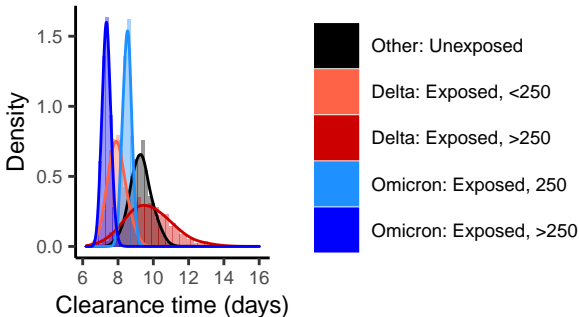 Density
1.5
1.0
0.5
0.0
6 8 10 12 14 16
Clearance time (days)
Other: Unexposed
Delta: Exposed, <250
Delta: Exposed, >250
Omicron: Exposed, 250
Omicron: Exposed, >250